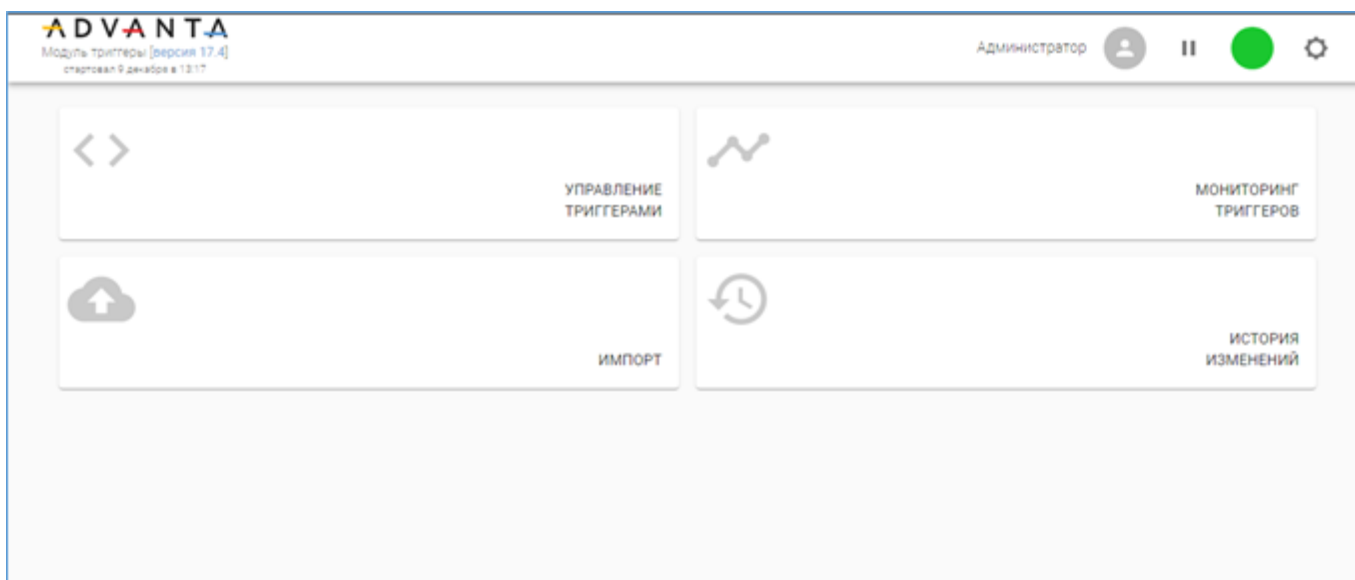 ADVANTA
Модуль триггеры [версия 17.4]
стартовал 9 декабря в 13:17
Администратор
УПРАВЛЕНИЕ
ТРИГГЕРАМИ
МОНИТОРИНГ
ТРИГГЕРОВ
ИМПОРТ
ИСТОРИЯ
ИЗМЕНЕНИЙ